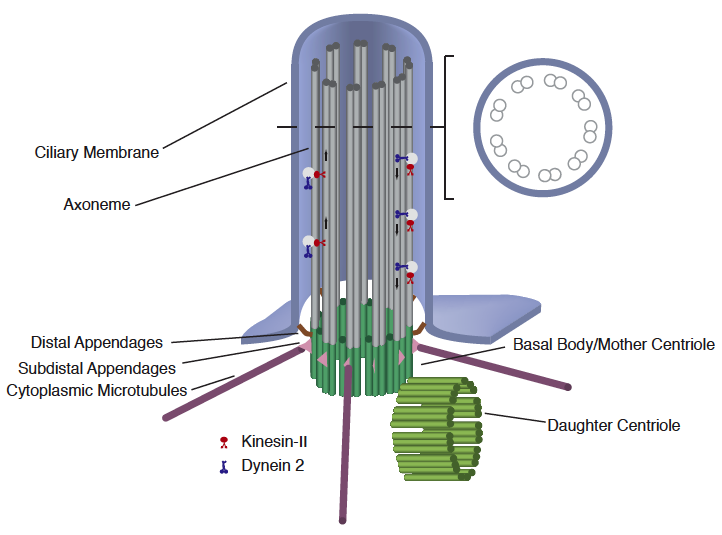 Ciliary Membrane
Axoneme
Distal Appendages
Subdistal Appendages
Cytoplasmic Microtubules
Basal Body/Mother Centriole
Daughter Centriole
Kinesin-II
Dynein 2